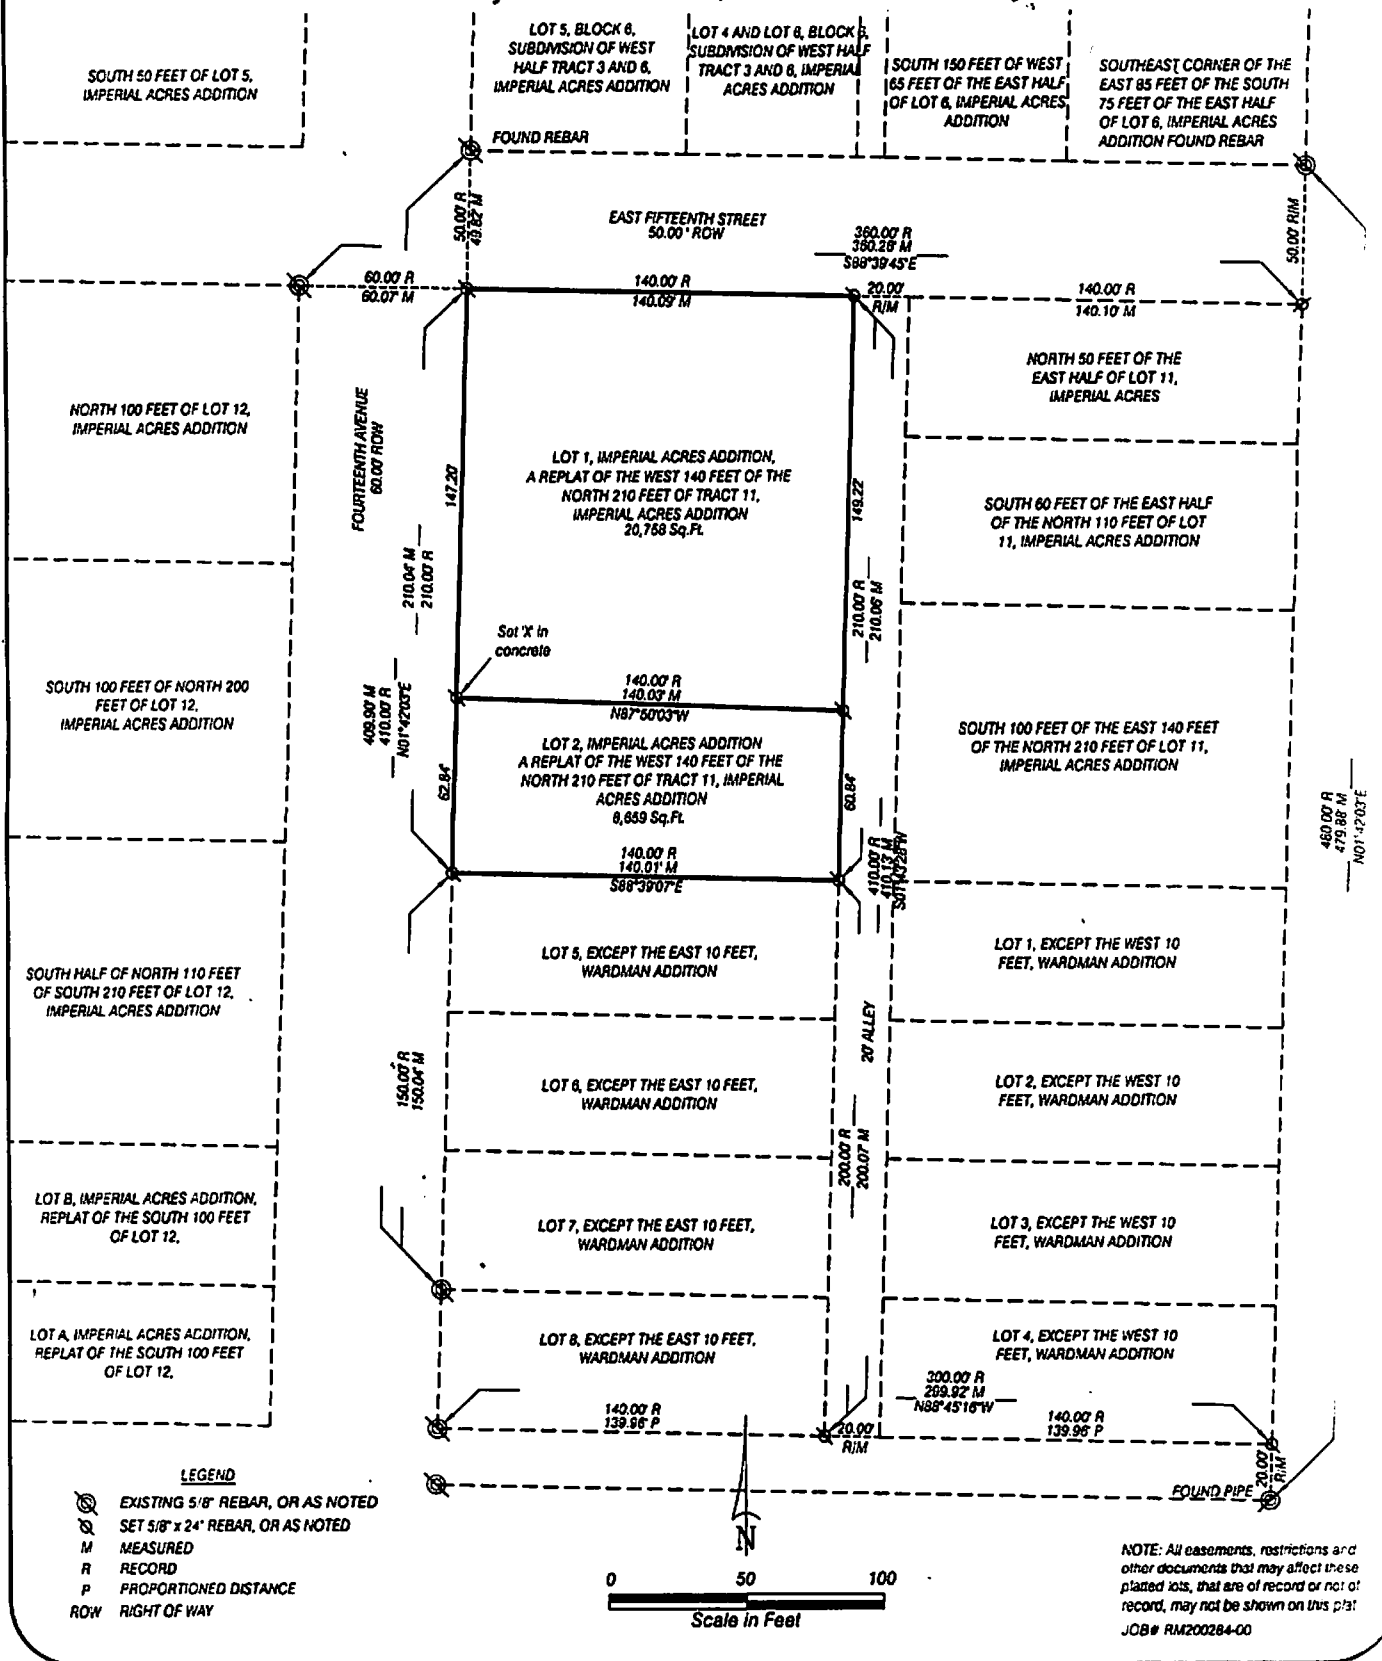 SOUTH 50 FEET OF LOT 5,
IMPERIAL ACRES ADDITION
LOT 5, BLOCK 6,
SUBDIVISION OF WEST
HALF TRACT 3 AND 6,
IMPERIAL ACRES ADDITION
LOT 4 AND LOT 6, BLOCK 6,
SUBDIVISION OF WEST HALF
TRACT 3 AND 6, IMPERIAL
ACRES ADDITION
SOUTH 150 FEET OF WEST
65 FEET OF THE EAST HALF
OF LOT 6, IMPERIAL ACRES
ADDITION
SOUTHEAST CORNER OF THE
EAST 85 FEET OF THE SOUTH
75 FEET OF THE EAST HALF
OF LOT 6, IMPERIAL ACRES
ADDITION FOUND REBAR
FOUND REBAR
50.00' R
49.82' M
EAST FIFTEENTH STREET
50.00' ROW
360.00' R
360.26' M
S88°39'45"E
50.00' R/M
60.00' R
60.07' M
140.00' R
140.09' M
20.00'
R/M
140.00' R
140.10' M
NORTH 100 FEET OF LOT 12,
IMPERIAL ACRES ADDITION
FOURTEENTH AVENUE
60.00' ROW
147.20'
LOT 1, IMPERIAL ACRES ADDITION,
A REPLAT OF THE WEST 140 FEET OF THE
NORTH 210 FEET OF TRACT 11,
IMPERIAL ACRES ADDITION
20,758 Sq.Ft.
149.22'
NORTH 50 FEET OF THE
EAST HALF OF LOT 11,
IMPERIAL ACRES
SOUTH 60 FEET OF THE EAST HALF
OF THE NORTH 110 FEET OF LOT
11, IMPERIAL ACRES ADDITION
210.04' M
210.00' R
210.00' R
210.06' M
Set 'X' in
concrete
SOUTH 100 FEET OF NORTH 200
FEET OF LOT 12,
IMPERIAL ACRES ADDITION
409.90' M
410.00' R
N01°42'03"E
140.00' R
140.03' M
N87°50'03"W
LOT 2, IMPERIAL ACRES ADDITION
A REPLAT OF THE WEST 140 FEET OF THE
NORTH 210 FEET OF TRACT 11, IMPERIAL
ACRES ADDITION
8,659 Sq.Ft.
62.84'
60.84'
SOUTH 100 FEET OF THE EAST 140 FEET
OF THE NORTH 210 FEET OF LOT 11,
IMPERIAL ACRES ADDITION
480.00' R
479.88' M
N01°42'03"E
140.00' R
140.01' M
S88°39'07"E
410.00' R
410.13' M
SOUTH HALF OF NORTH 110 FEET
OF SOUTH 210 FEET OF LOT 12,
IMPERIAL ACRES ADDITION
LOT 5, EXCEPT THE EAST 10 FEET,
WARDMAN ADDITION
LOT 1, EXCEPT THE WEST 10
FEET, WARDMAN ADDITION
150.00' R
150.04' M
20' ALLEY
LOT 6, EXCEPT THE EAST 10 FEET,
WARDMAN ADDITION
LOT 2, EXCEPT THE WEST 10
FEET, WARDMAN ADDITION
200.00' R
200.07' M
LOT B, IMPERIAL ACRES ADDITION,
REPLAT OF THE SOUTH 100 FEET
OF LOT 12,
LOT 7, EXCEPT THE EAST 10 FEET,
WARDMAN ADDITION
LOT 3, EXCEPT THE WEST 10
FEET, WARDMAN ADDITION
LOT A, IMPERIAL ACRES ADDITION,
REPLAT OF THE SOUTH 100 FEET
OF LOT 12,
LOT 8, EXCEPT THE EAST 10 FEET,
WARDMAN ADDITION
LOT 4, EXCEPT THE WEST 10
FEET, WARDMAN ADDITION
300.00' R
299.92' M
N88°45'16"W
140.00' R
139.96' P
20.00'
R/M
140.00' R
139.96' P
20.00'
R/M
FOUND PIPE
LEGEND
EXISTING 5/8" REBAR, OR AS NOTED
SET 5/8" x 24" REBAR, OR AS NOTED
M MEASURED
R RECORD
P PROPORTIONED DISTANCE
ROW RIGHT OF WAY
N
0 50 100
Scale in Feet
NOTE: All easements, restrictions and
other documents that may affect these
platted lots, that are of record or not of
record, may not be shown on this plat
JOB# RM200284-00